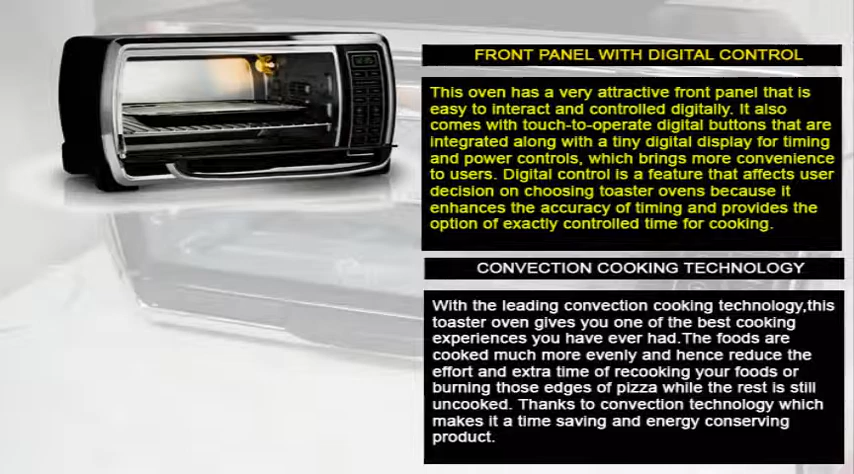 FRONT PANEL WITH DIGITAL CONTROL
This oven has a very attractive front panel that is
easy to interact and controlled digitally. It also
comes with touch-to-operate digital buttons that are
integrated along with a tiny digital display for timing
and power controls, which brings more convenience
to users. Digital control is a feature that affects user
decision on choosing toaster ovens because it
enhances the accuracy of timing and provides the
option of exactly controlled time for cooking.
CONVECTION COOKING TECHNOLOGY
With the leading convection cooking technology,this
toaster oven gives you one of the best cooking
experiences you have ever had.The foods are
cooked much more evenly and hence reduce the
effort and extra time of recooking your foods or
burning those edges of pizza while the rest is still
uncooked. Thanks to convection technology which
makes it a time saving and energy conserving
product.